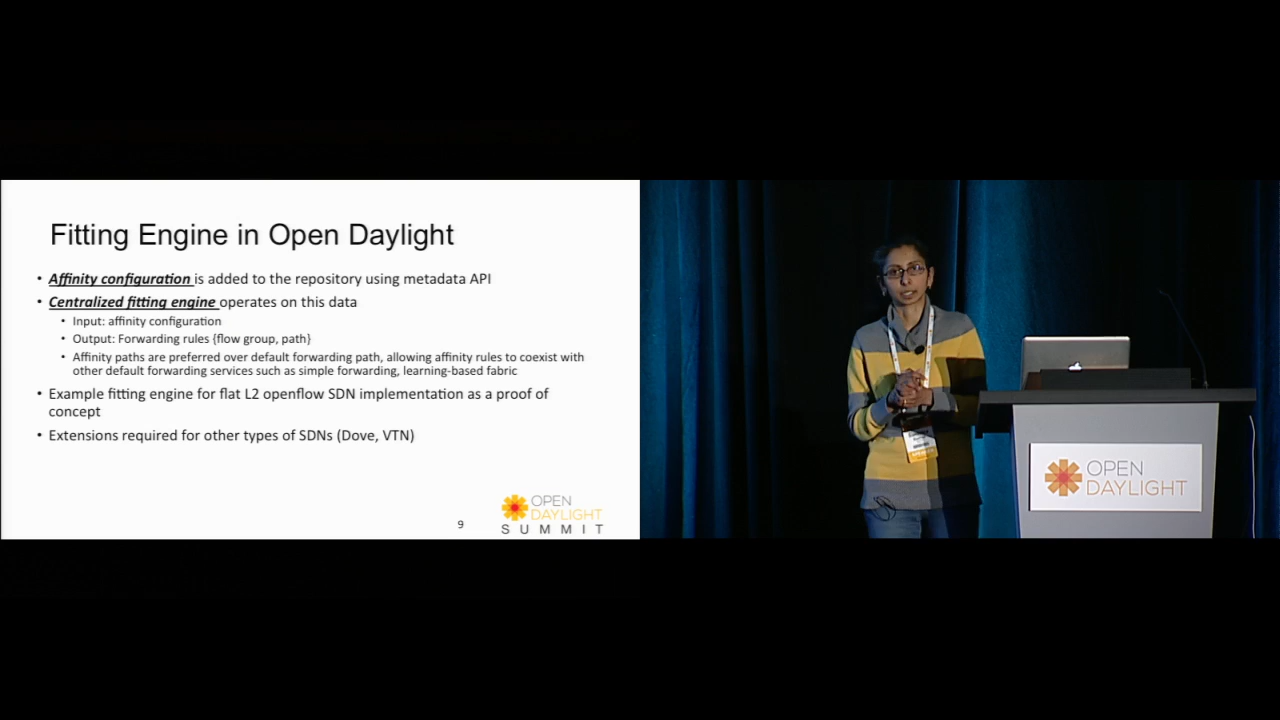 Fitting Engine in Open Daylight
• Affinity configuration is added to the repository using metadata API
• Centralized fitting engine operates on this data
• Input: affinity configuration
• Output: Forwarding rules {flow group, path}
• Affinity paths are preferred over default forwarding path, allowing affinity rules to coexist with
other default forwarding services such as simple forwarding, learning-based fabric
• Example fitting engine for flat L2 openflow SDN implementation as a proof of
concept
• Extensions required for other types of SDNs (Dove, VTN)
9
OPEN
DAYLIGHT
SUMMIT
OPEN
DAYLIGHT